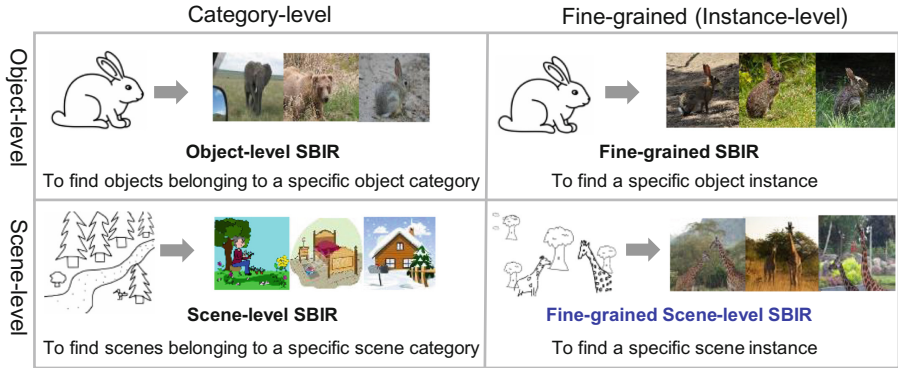 Category-level
Fine-grained (Instance-level)
Object-level
Object-level SBIR
To find objects belonging to a specific object category
Fine-grained SBIR
To find a specific object instance
Scene-level
Scene-level SBIR
To find scenes belonging to a specific scene category
Fine-grained Scene-level SBIR
To find a specific scene instance